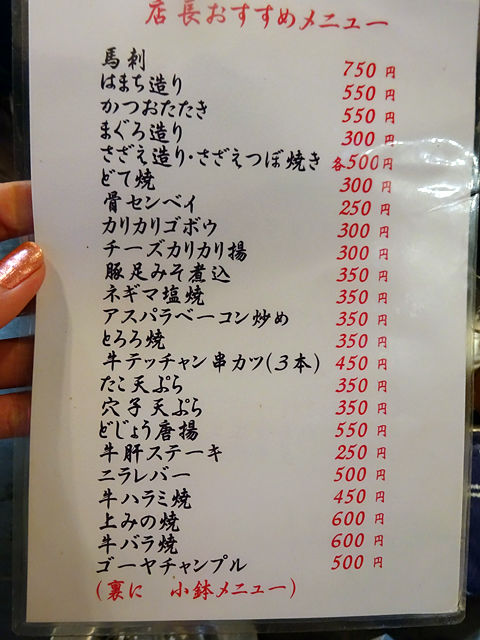 店長おすすめメニュー
馬刺 750円
はまち造り 550円
かつおたたき 550円
まぐろ造り 300円
さざえ造り・さざえつぼ焼き 各500円
どて焼 300円
骨センベイ 250円
カリカリゴボウ 300円
チーズカリカリ揚 300円
豚足みそ煮込 350円
ネギマ塩焼 350円
アスパラベーコン炒め 350円
とろろ焼 350円
牛テッチャン串カツ(3本) 450円
たこ天ぷら 350円
穴子天ぷら 350円
どじょう唐揚 550円
牛肝ステーキ 250円
ニラレバー 500円
牛ハラミ焼 450円
上みの焼 600円
牛バラ焼 600円
ゴーヤチャンプル 500円
(裏に 小鉢メニュー)